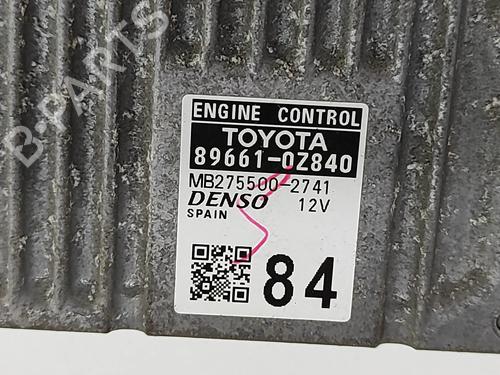 B-PARTS
ENGINE CONTROL
TOYOTA
89661-0Z840
MB275500-2741
DENSO 12V
SPAIN
84